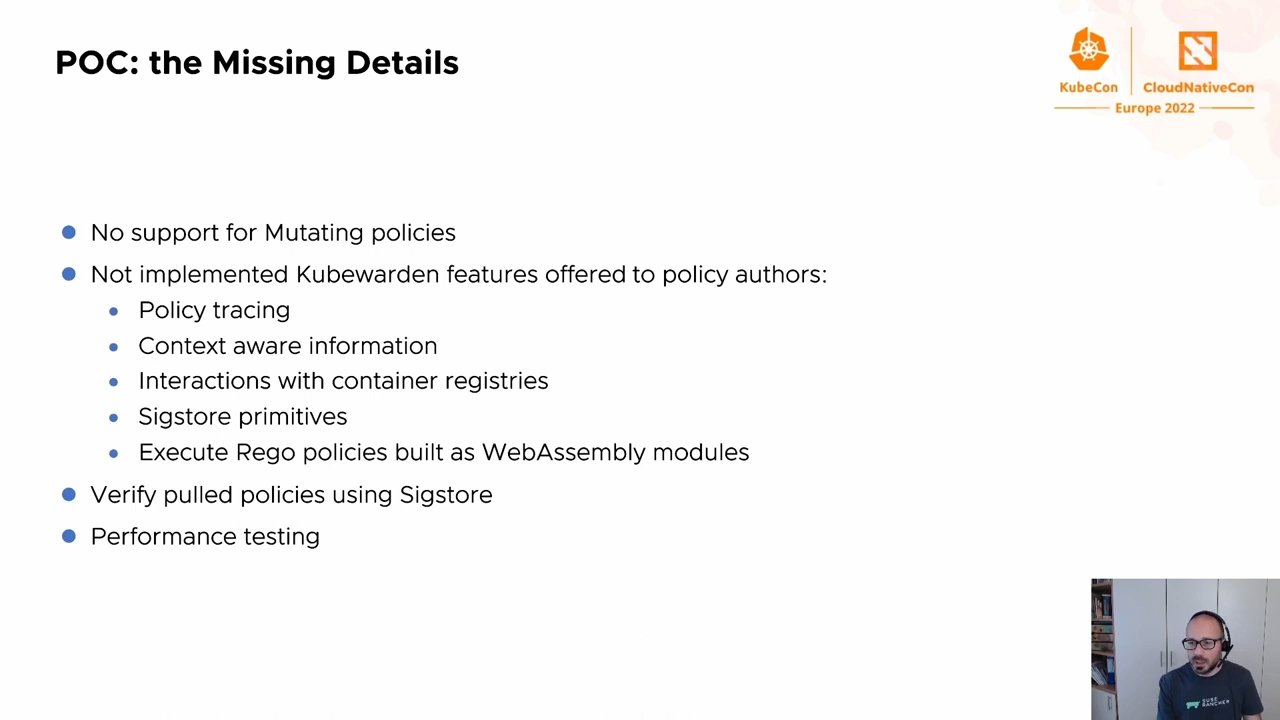 POC: the Missing Details
KubeCon
CloudNativeCon
Europe 2022
No support for Mutating policies
Not implemented Kubewarden features offered to policy authors:
Policy tracing
Context aware information
Interactions with container registries
Sigstore primitives
Execute Rego policies built as WebAssembly modules
Verify pulled policies using Sigstore
Performance testing
SUSE
RANCHER